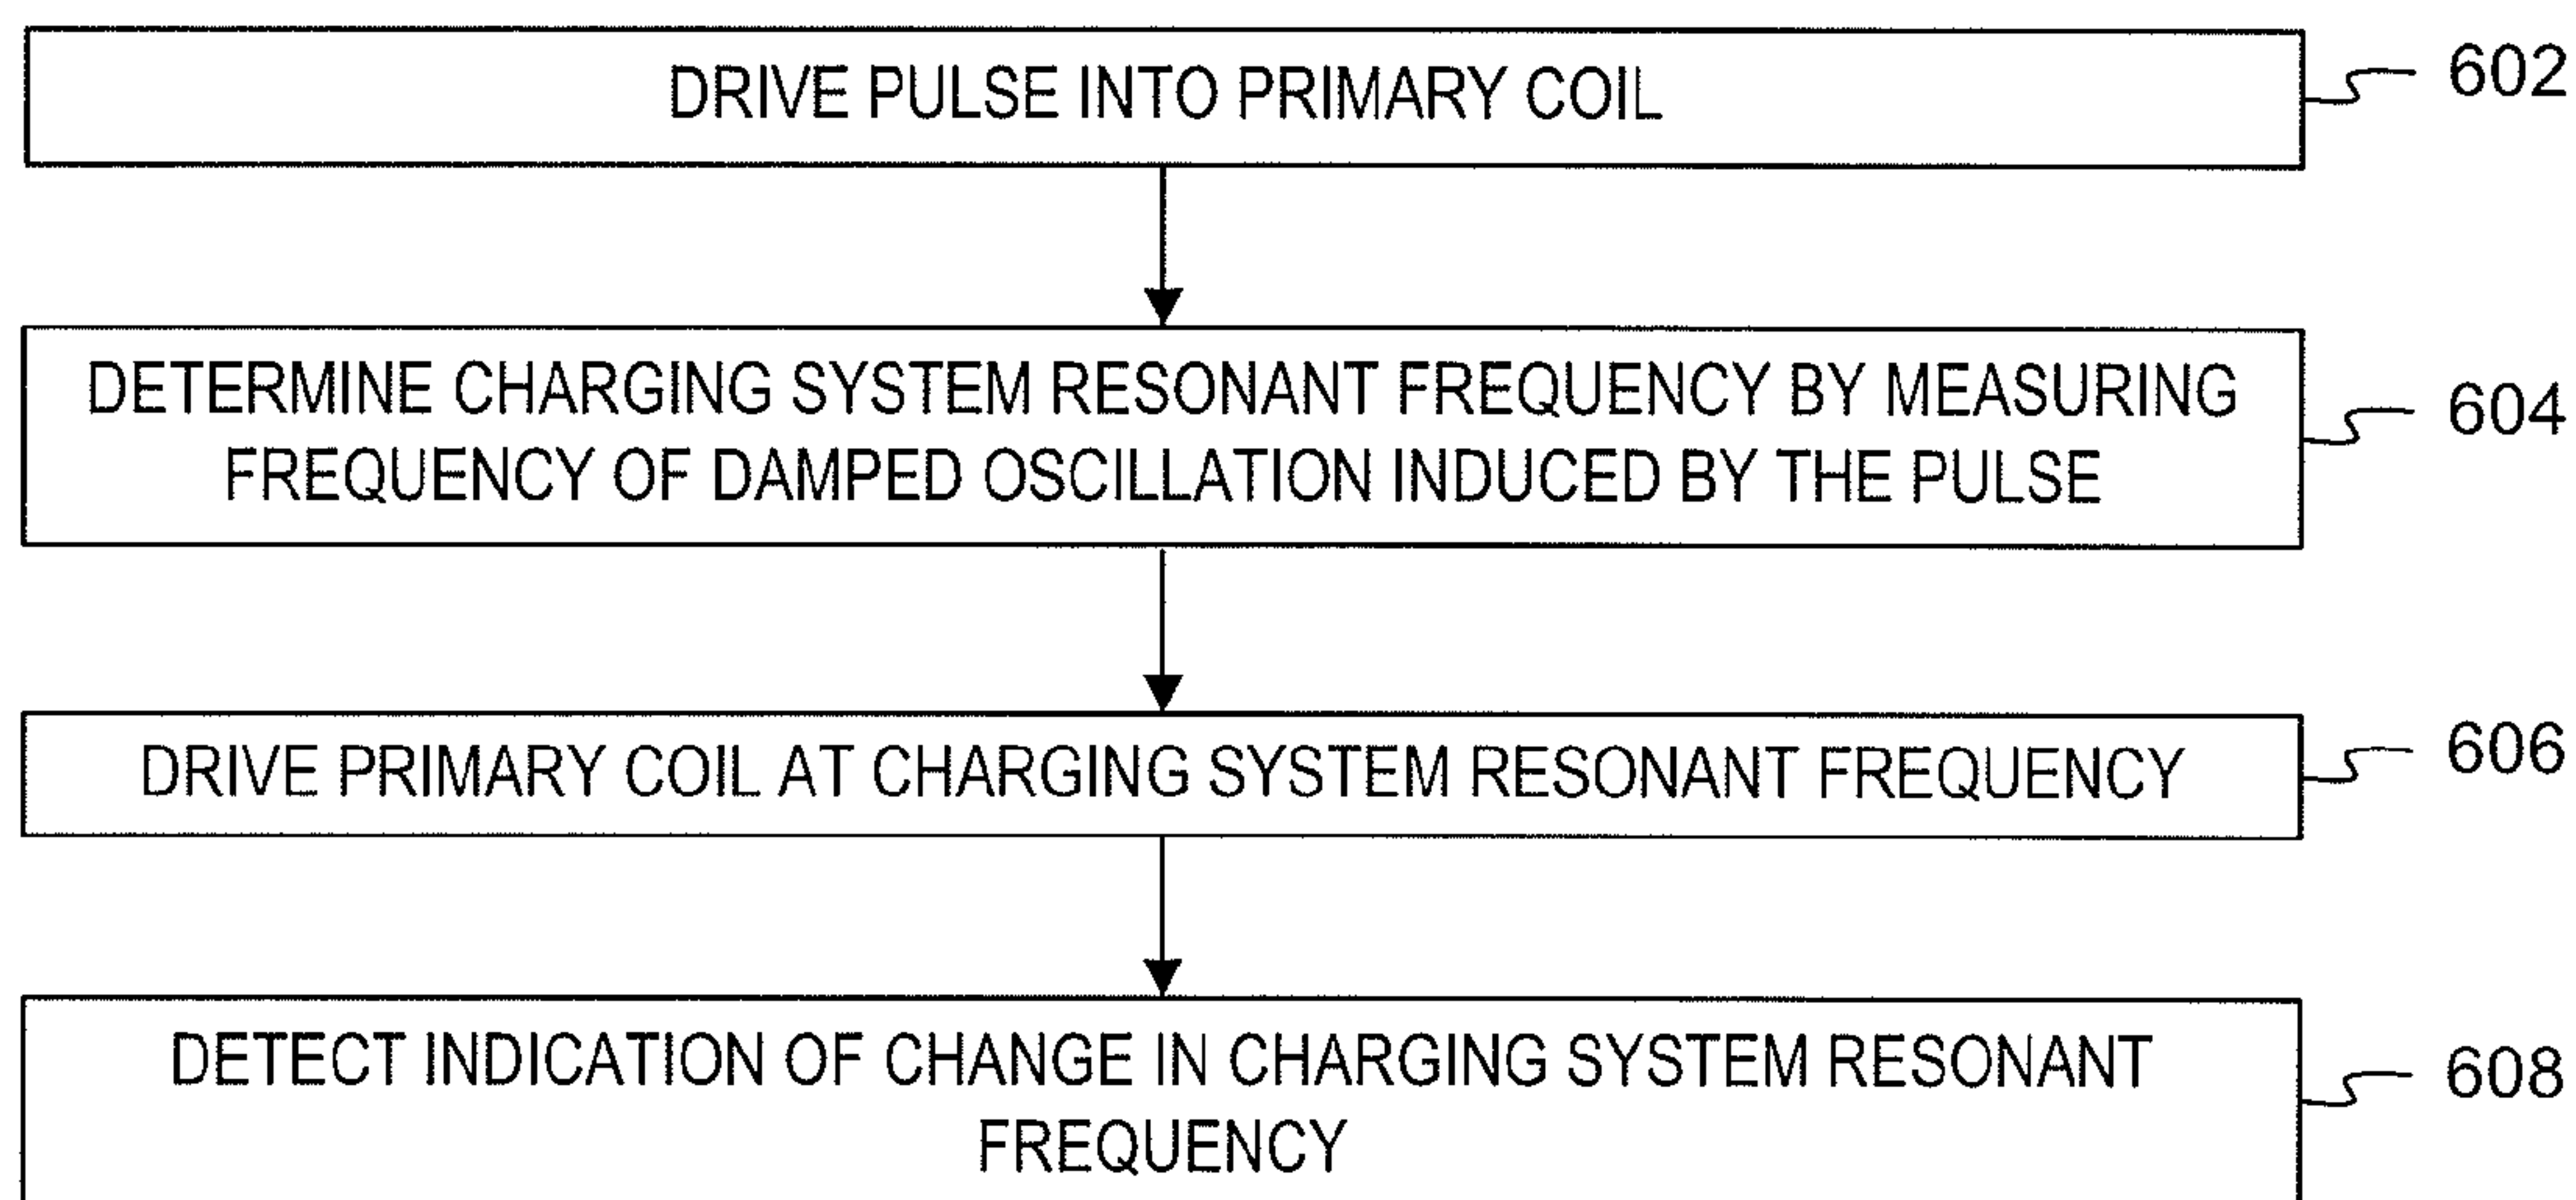 DRIVE PULSE INTO PRIMARY COIL
602
DETERMINE CHARGING SYSTEM RESONANT FREQUENCY BY MEASURING
FREQUENCY OF DAMPED OSCILLATION INDUCED BY THE PULSE
604
DRIVE PRIMARY COIL AT CHARGING SYSTEM RESONANT FREQUENCY
606
DETECT INDICATION OF CHANGE IN CHARGING SYSTEM RESONANT
FREQUENCY
608